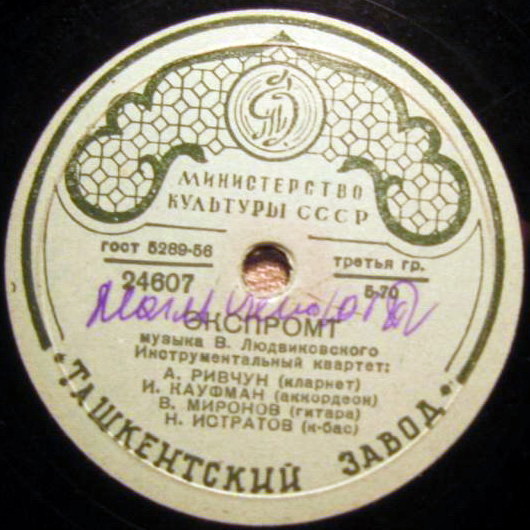 МИНИСТЕРСТВО
КУЛЬТУРЫ СССР
ГОСТ 5289-56
третья гр.
24607
5-70
ЭКСПРОМТ
музыка В. Людвиковского
Инструментальный квартет:
А. РИВЧУН (кларнет)
И. КАУФМАН (аккордеон)
В. МИРОНОВ (гитара)
Н. ИСТРАТОВ (к-бас)
ТАШКЕНТСКИЙ ЗАВОД